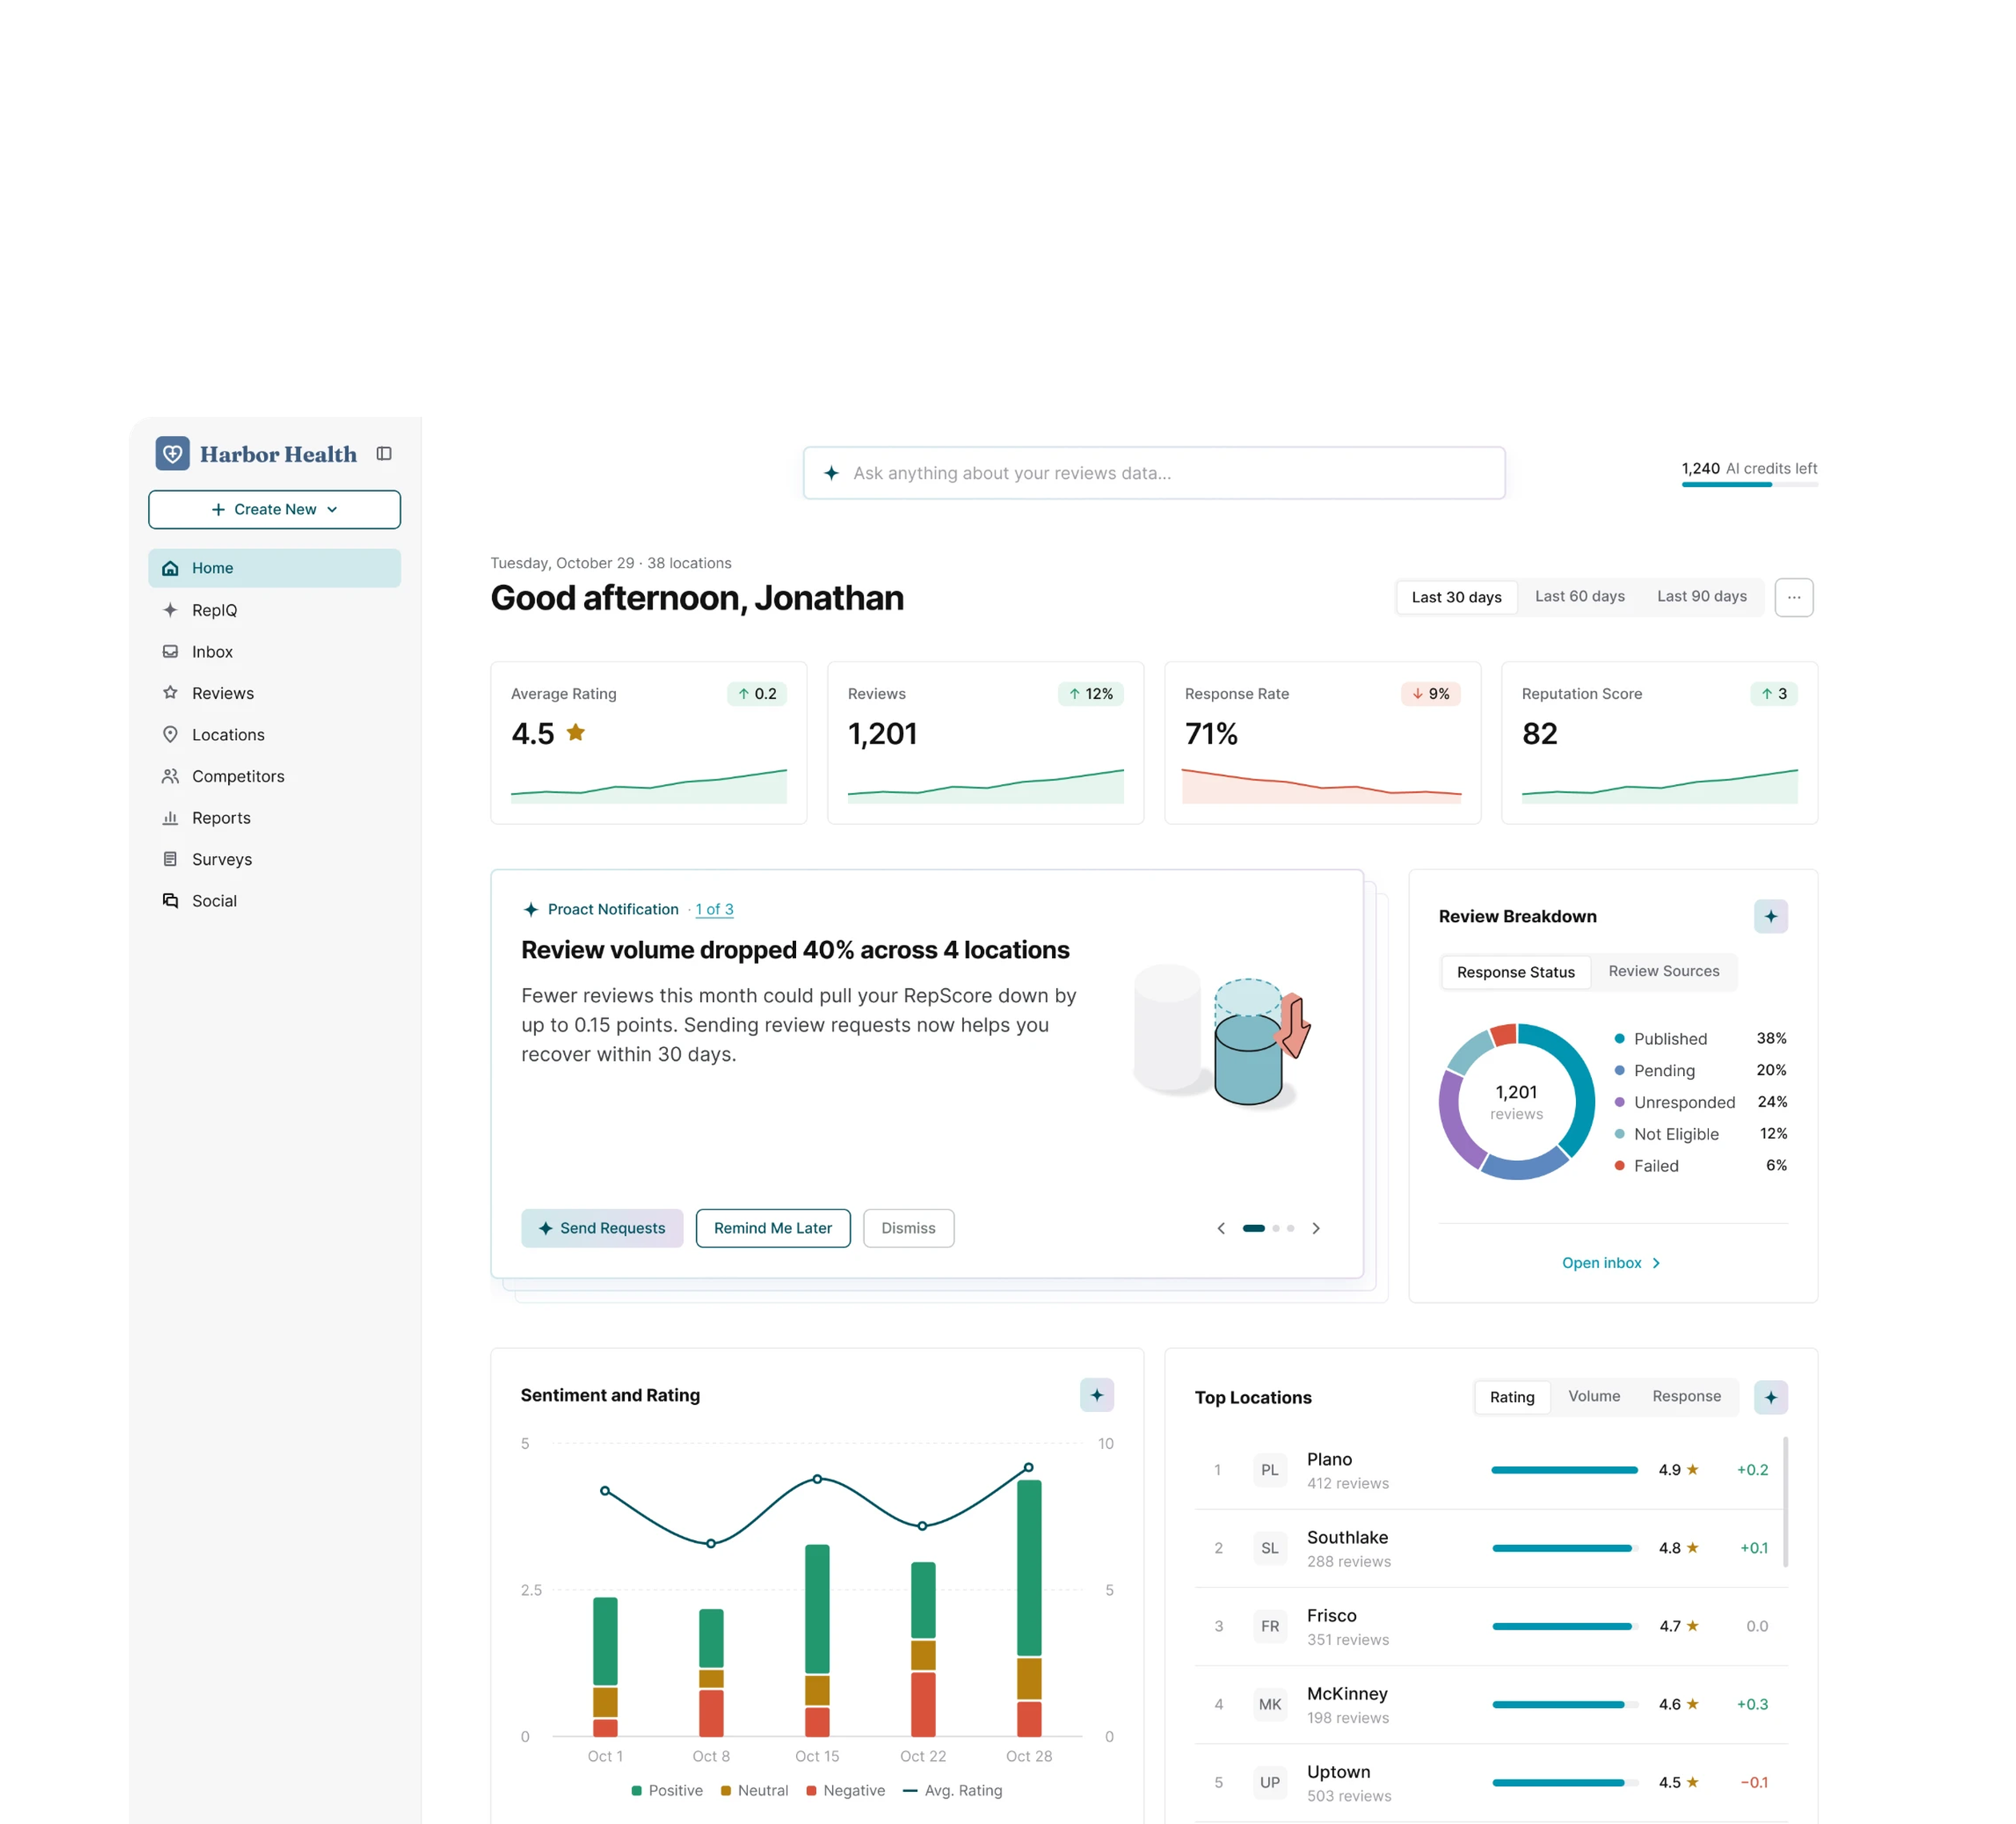 Harbor Health
Create New
Home
RepIQ
Inbox
Reviews
Locations
Competitors
Reports
Surveys
Social
Ask anything about your reviews data...
1,240 AI credits left
Tuesday, October 29 · 38 locations
Good afternoon, Jonathan
Last 30 days
Last 60 days
Last 90 days
Average Rating
↑ 0.2
4.5 ★
Reviews
↑ 12%
1,201
Response Rate
↓ 9%
71%
Reputation Score
↑ 3
82
Proact Notification · 1 of 3
Review volume dropped 40% across 4 locations
Fewer reviews this month could pull your RepScore down by
up to 0.15 points. Sending review requests now helps you
recover within 30 days.
Send Requests
Remind Me Later
Dismiss
Review Breakdown
Response Status
Review Sources
1,201
reviews
Published 38%
Pending 20%
Unresponded 24%
Not Eligible 12%
Failed 6%
Open inbox
Sentiment and Rating
5
10
2.5
5
0
0
Oct 1
Oct 8
Oct 15
Oct 22
Oct 28
Positive
Neutral
Negative
Avg. Rating
Top Locations
Rating
Volume
Response
1 PL Plano 4.9 ★ +0.2
412 reviews
2 SL Southlake 4.8 ★ +0.1
288 reviews
3 FR Frisco 4.7 ★ 0.0
351 reviews
4 MK McKinney 4.6 ★ +0.3
198 reviews
5 UP Uptown 4.5 ★ −0.1
503 reviews